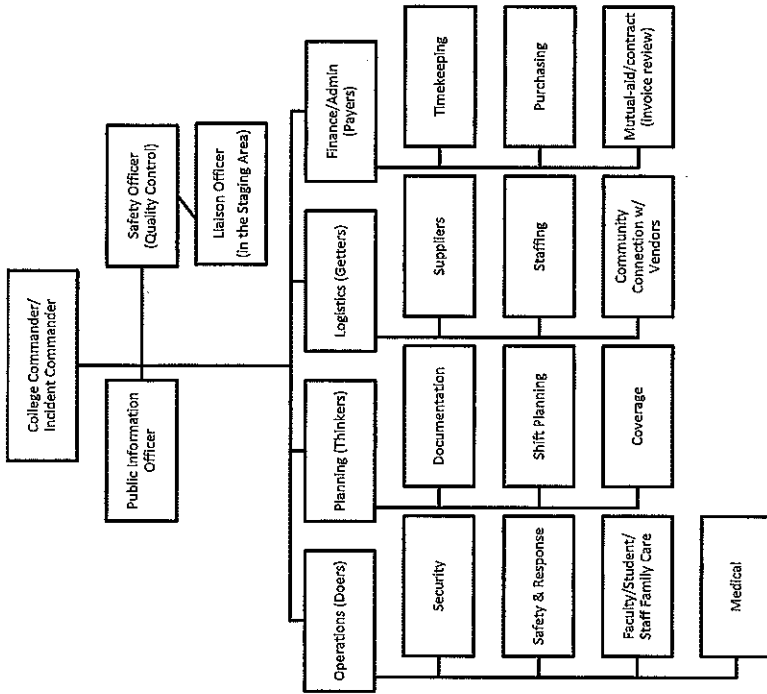 College Commander/
Incident Commander
Public Information
Officer
Safety Officer
(Quality Control)
Liaison Officer
(in the Staging Area)
Operations (Doers)
Security
Safety & Response
Faculty/Student/
Staff Family Care
Medical
Planning (Thinkers)
Documentation
Shift Planning
Coverage
Logistics (Getters)
Suppliers
Staffing
Community
Connection w/
Vendors
Finance/Admin
(Payers)
Timekeeping
Purchasing
Mutual-aid/contract
(invoice review)